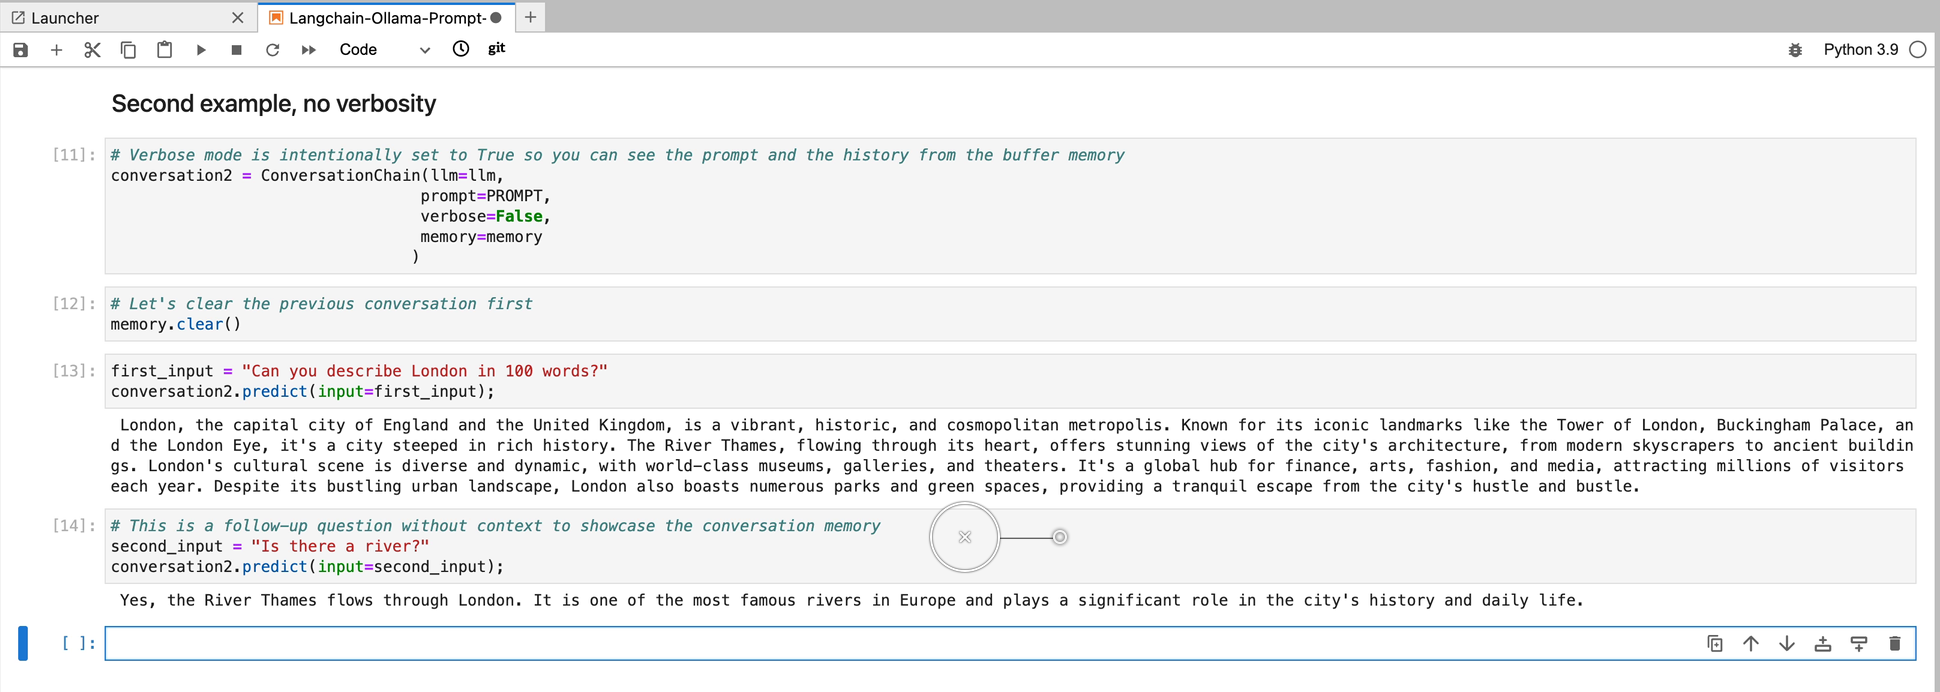 Launcher
Langchain-Ollama-Prompt-
Code
git
Python 3.9
Second example, no verbosity
[11]: # Verbose mode is intentionally set to True so you can see the prompt and the history from the buffer memory
conversation2 = ConversationChain(llm=llm,
prompt=PROMPT,
verbose=False,
memory=memory
)
[12]: # Let's clear the previous conversation first
memory.clear()
[13]: first_input = "Can you describe London in 100 words?"
conversation2.predict(input=first_input);
London, the capital city of England and the United Kingdom, is a vibrant, historic, and cosmopolitan metropolis. Known for its iconic landmarks like the Tower of London, Buckingham Palace, an
d the London Eye, it's a city steeped in rich history. The River Thames, flowing through its heart, offers stunning views of the city's architecture, from modern skyscrapers to ancient buildin
gs. London's cultural scene is diverse and dynamic, with world-class museums, galleries, and theaters. It's a global hub for finance, arts, fashion, and media, attracting millions of visitors
each year. Despite its bustling urban landscape, London also boasts numerous parks and green spaces, providing a tranquil escape from the city's hustle and bustle.
[14]: # This is a follow-up question without context to showcase the conversation memory
second_input = "Is there a river?"
conversation2.predict(input=second_input);
Yes, the River Thames flows through London. It is one of the most famous rivers in Europe and plays a significant role in the city's history and daily life.
[ ]: